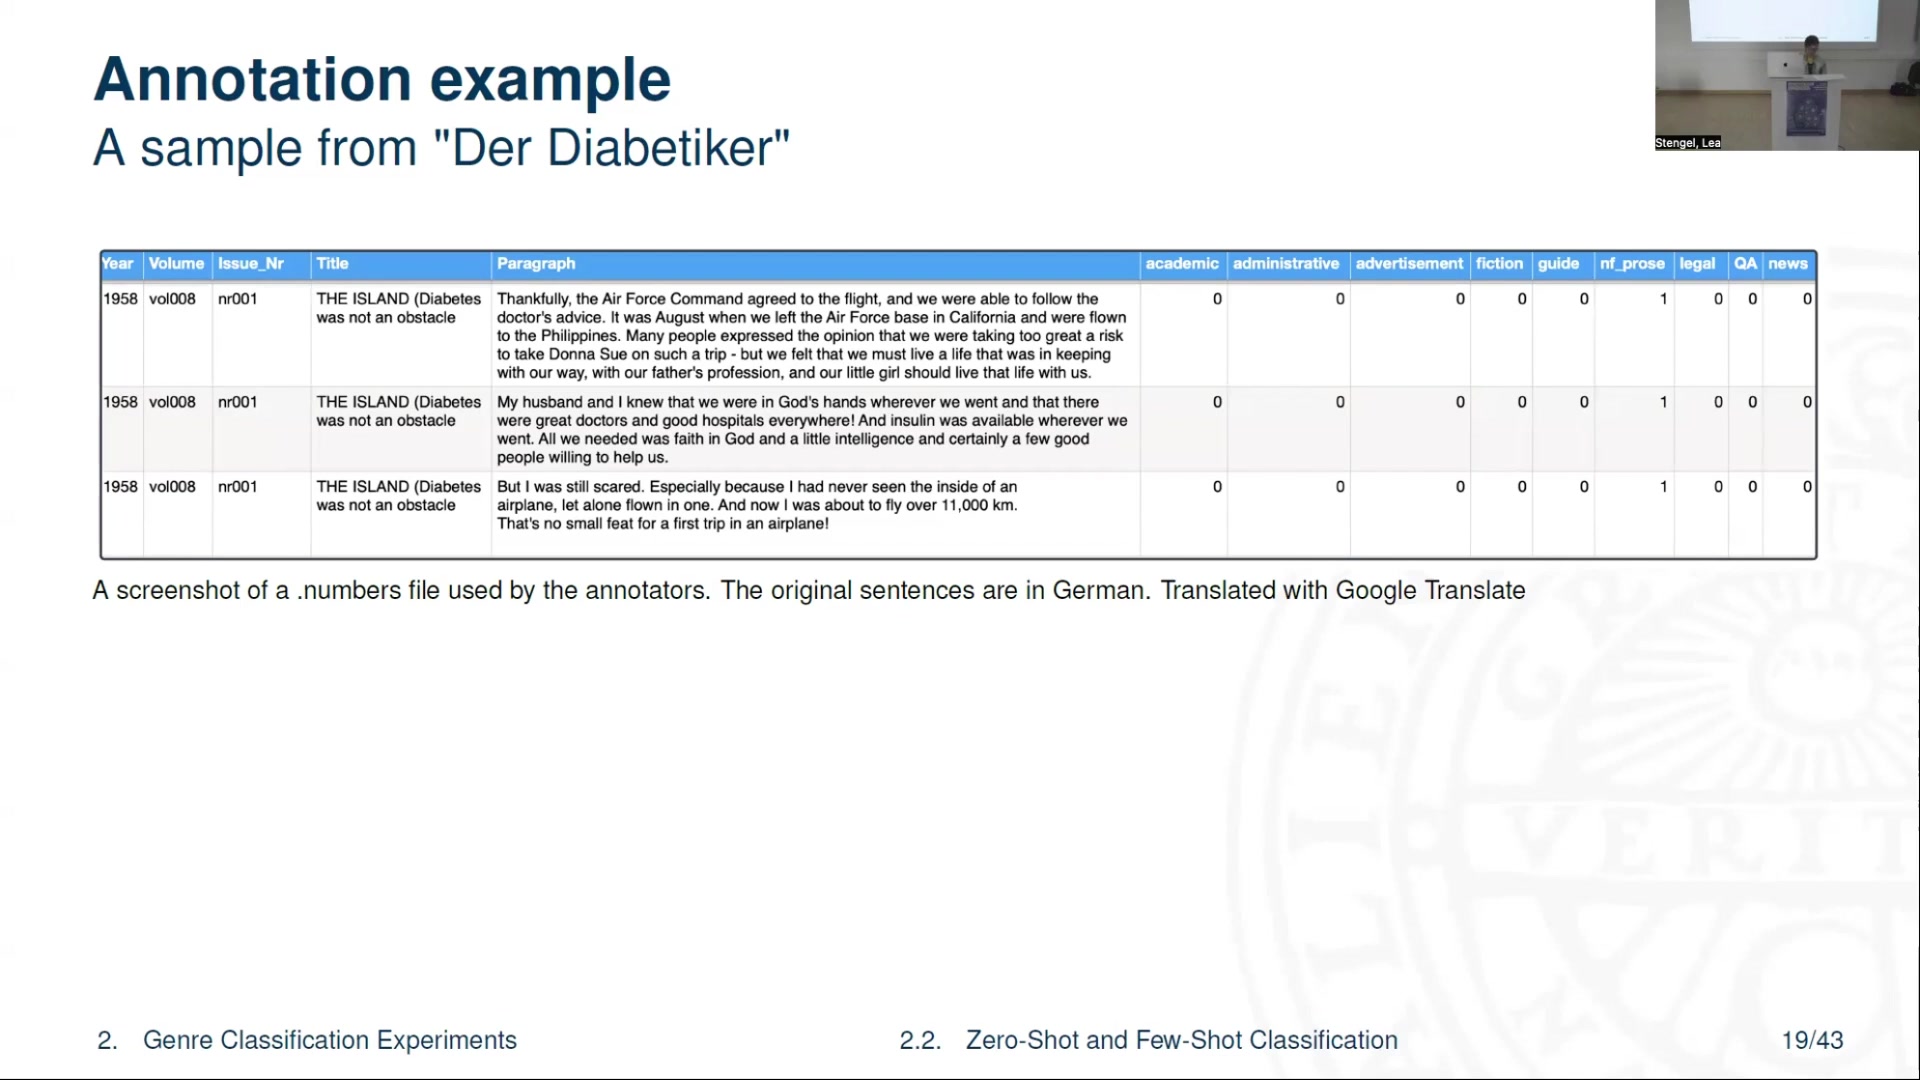 Annotation example
A sample from "Der Diabetiker"
Stengel, Lea
Year Volume Issue_Nr Title Paragraph academic administrative advertisement fiction guide nf_prose legal QA news
1958 vol008 nr001 THE ISLAND (Diabetes was not an obstacle
Thankfully, the Air Force Command agreed to the flight, and we were able to follow the
doctor's advice. It was August when we left the Air Force base in California and were flown
to the Philippines. Many people expressed the opinion that we were taking too great a risk
to take Donna Sue on such a trip - but we felt that we must live a life that was in keeping
with our way, with our father's profession, and our little girl should live that life with us.
0 0 0 0 0 1 0 0 0
1958 vol008 nr001 THE ISLAND (Diabetes was not an obstacle
My husband and I knew that we were in God's hands wherever we went and that there
were great doctors and good hospitals everywhere! And insulin was available wherever we
went. All we needed was faith in God and a little intelligence and certainly a few good
people willing to help us.
0 0 0 0 0 1 0 0 0
1958 vol008 nr001 THE ISLAND (Diabetes was not an obstacle
But I was still scared. Especially because I had never seen the inside of an
airplane, let alone flown in one. And now I was about to fly over 11,000 km.
That's no small feat for a first trip in an airplane!
0 0 0 0 0 1 0 0 0
A screenshot of a .numbers file used by the annotators. The original sentences are in German. Translated with Google Translate
VERIT
2. Genre Classification Experiments
2.2. Zero-Shot and Few-Shot Classification
19/43